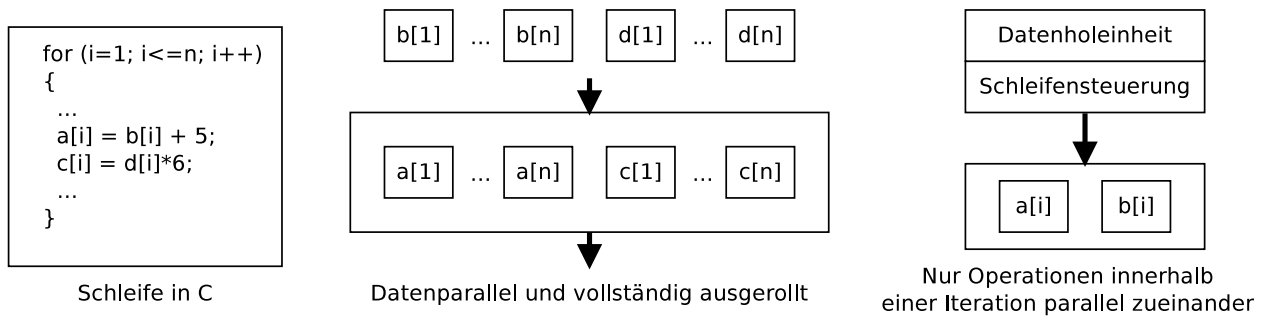 for (i=1; i<=n; i++)
{
...
a[i] = b[i] + 5;
c[i] = d[i]*6;
...
}
Schleife in C
b[1] ... b[n] d[1] ... d[n]
a[1] ... a[n] c[1] ... c[n]
Datenparallel und vollständig ausgerollt
Datenholeinheit
Schleifensteuerung
a[i] b[i]
Nur Operationen innerhalb
einer Iteration parallel zueinander